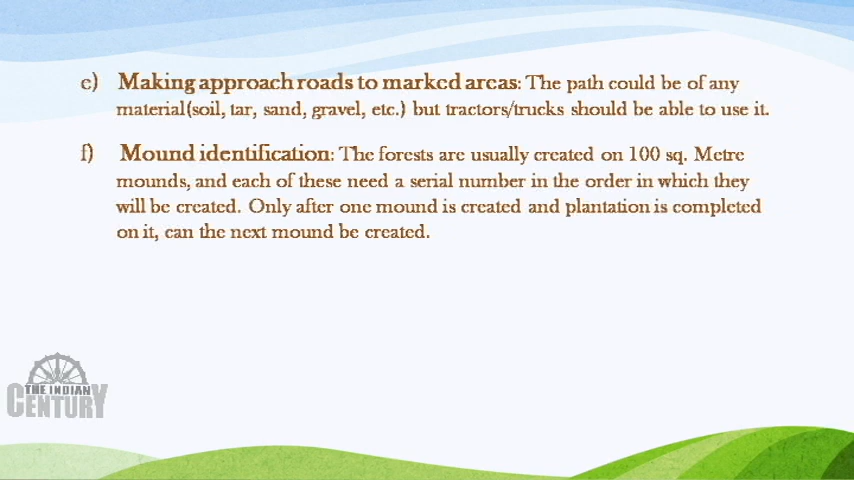 e) Making approach roads to marked areas: The path could be of any
material(soil, tar, sand, gravel, etc.) but tractors/trucks should be able to use it.
f) Mound identification: The forests are usually created on 100 sq. Metre
mounds, and each of these need a serial number in the order in which they
will be created. Only after one mound is created and plantation is completed
on it, can the next mound be created.
THE INDIAN
CENTURY